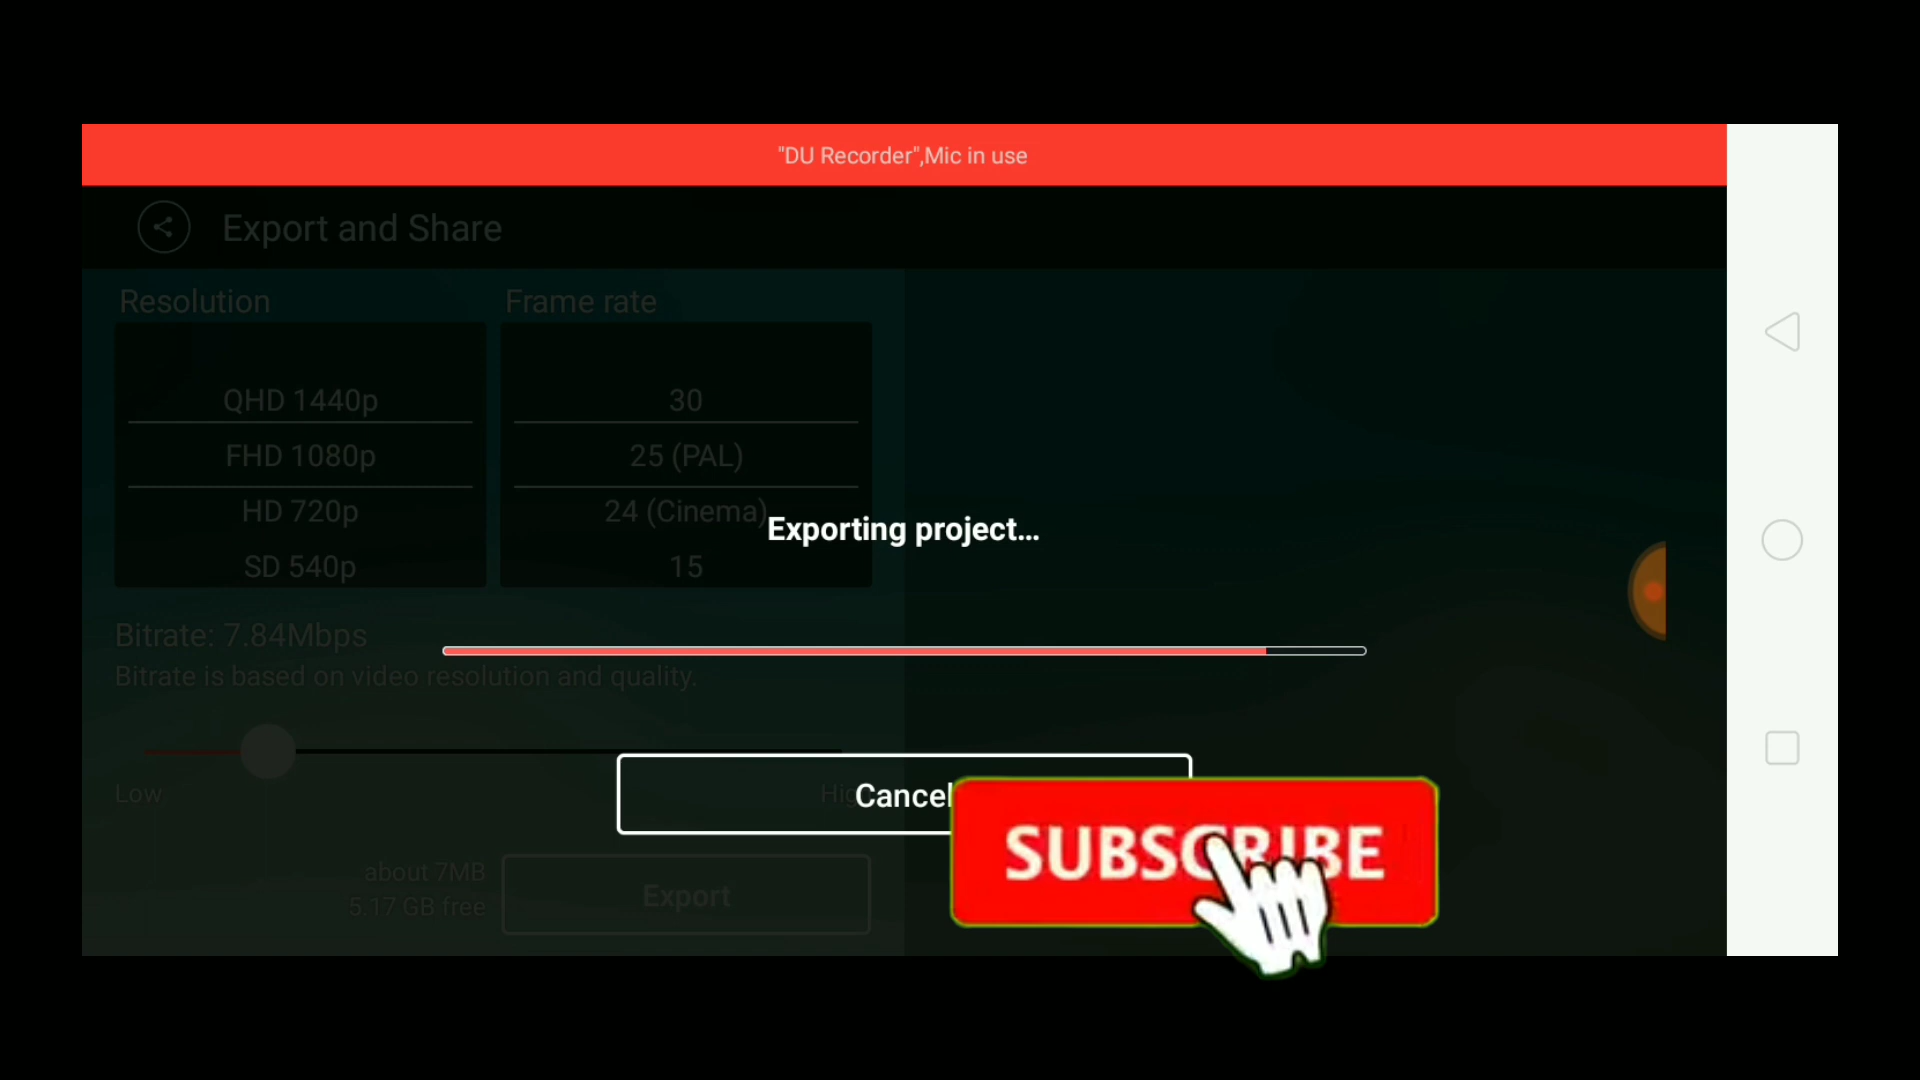 "DU Recorder",Mic in use
Export and Share
Resolution
Frame rate
QHD 1440p
30
FHD 1080p
25 (PAL)
HD 720p
24 (Cinema)
SD 540p
15
Exporting project...
Bitrate: 7.84Mbps
Bitrate is based on video resolution and quality.
Low
Cancel
SUBSCRIBE
about 7MB
5.17 GB free
Export